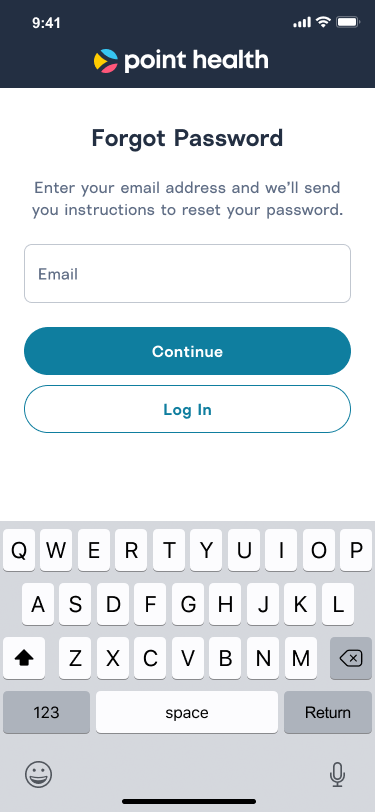 9:41
point health
Forgot Password
Enter your email address and we'll send
you instructions to reset your password.
Email
Continue
Log In
Q W E R T Y U I O P
A S D F G H J K L
Z X C V B N M
123 space Return